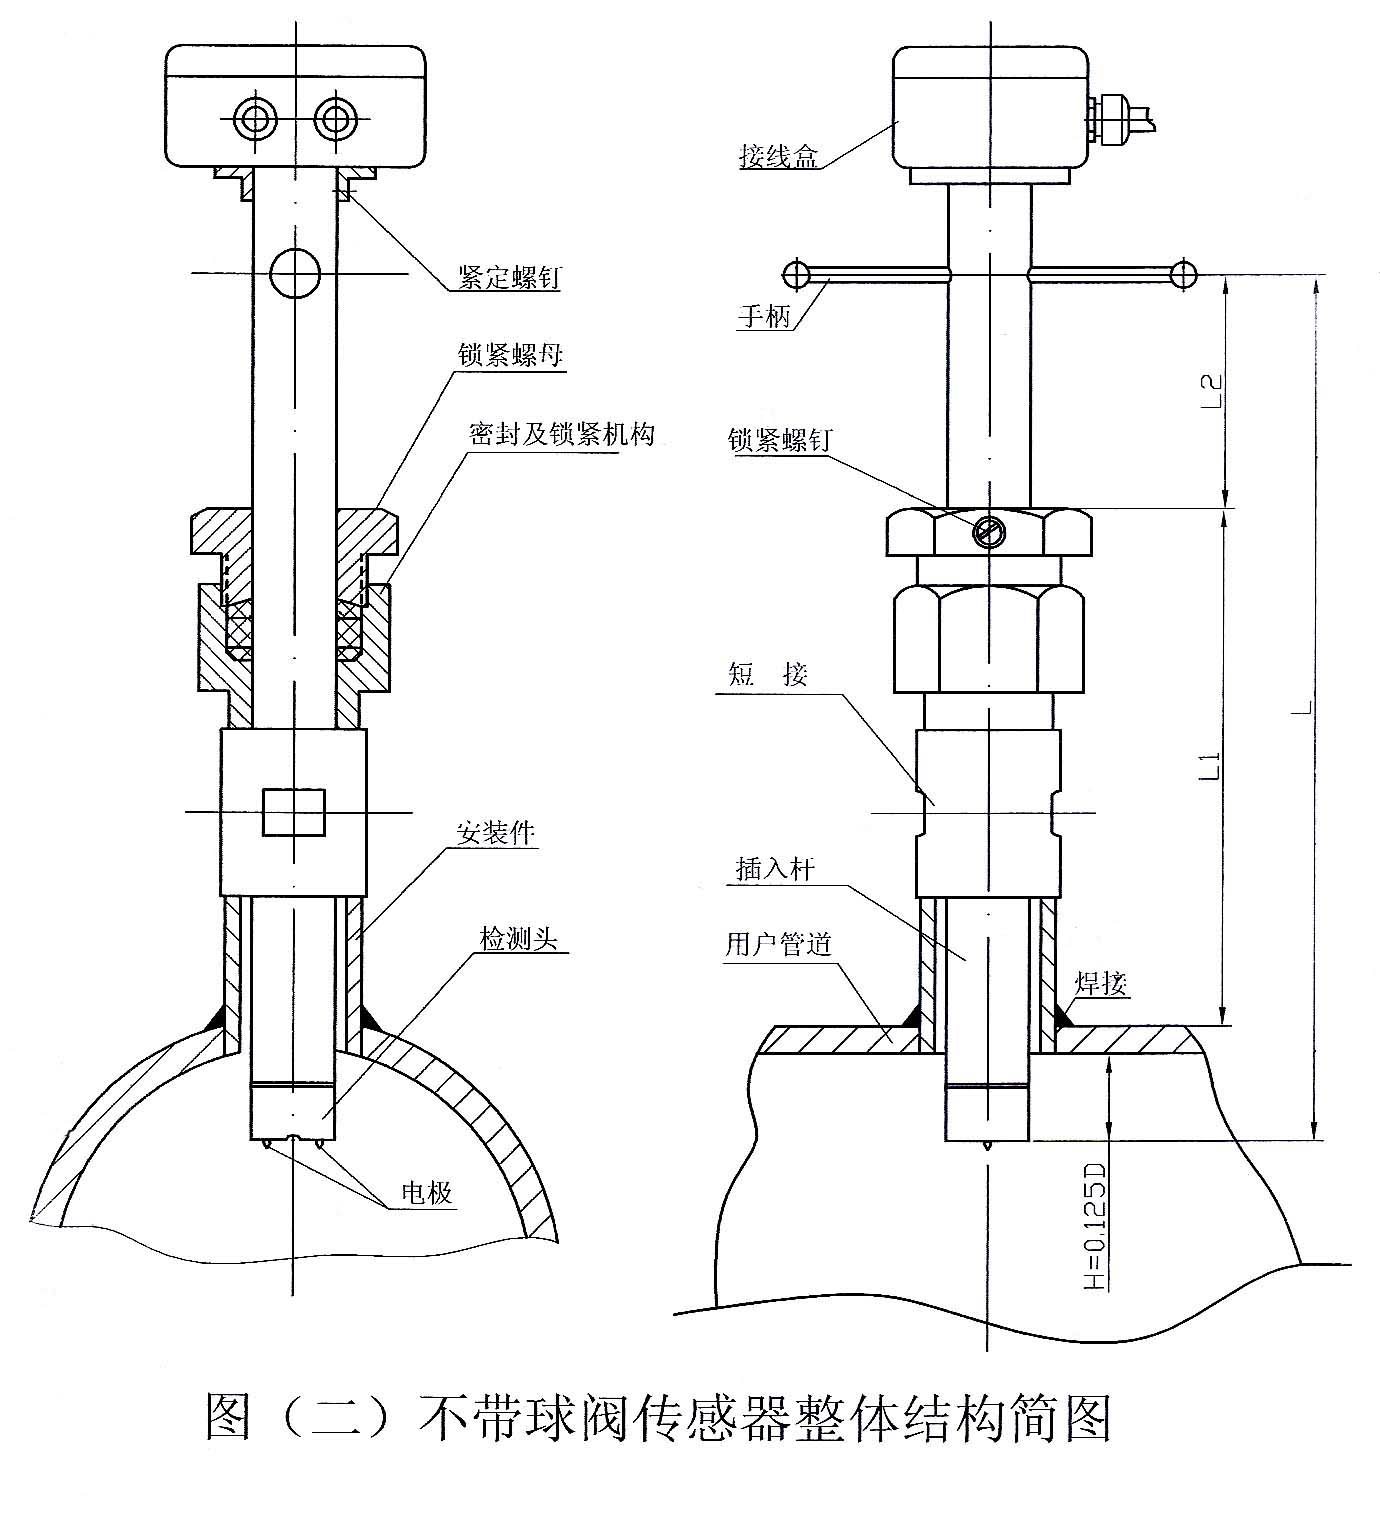 接线盒
紧定螺钉
手柄
锁紧螺母
L2
密封及锁紧机构
锁紧螺钉
短 接
L
L1
安装件
插入杆
检测头
用户管道
焊接
电极
H=0.125D
图（二）不带球阀传感器整体结构简图